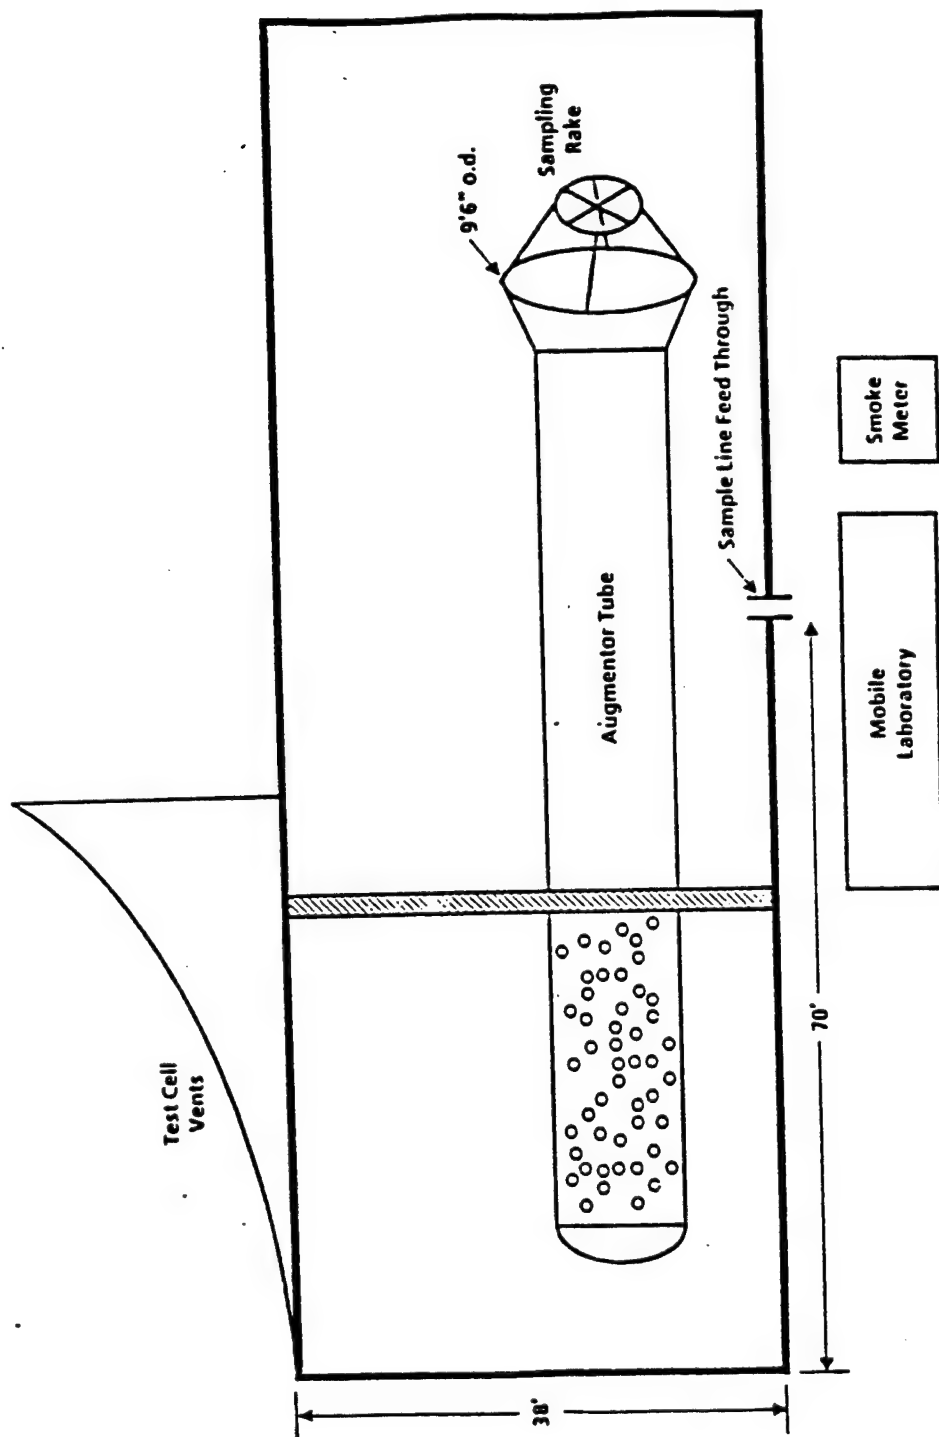 Test Cell
Vents
9'6" o.d.
Sampling
Rake
Augmentor Tube
Sample Line Feed Through
38'
70'
Mobile
Laboratory
Smoke
Meter